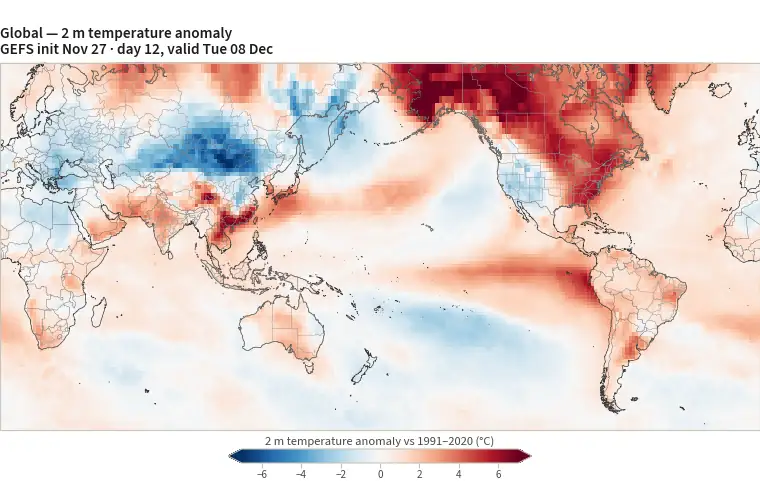 Global — 2 m temperature anomaly
GEFS init Nov 27 · day 12, valid Tue 08 Dec
2 m temperature anomaly vs 1991–2020 (°C)
−6 −4 −2 0 2 4 6